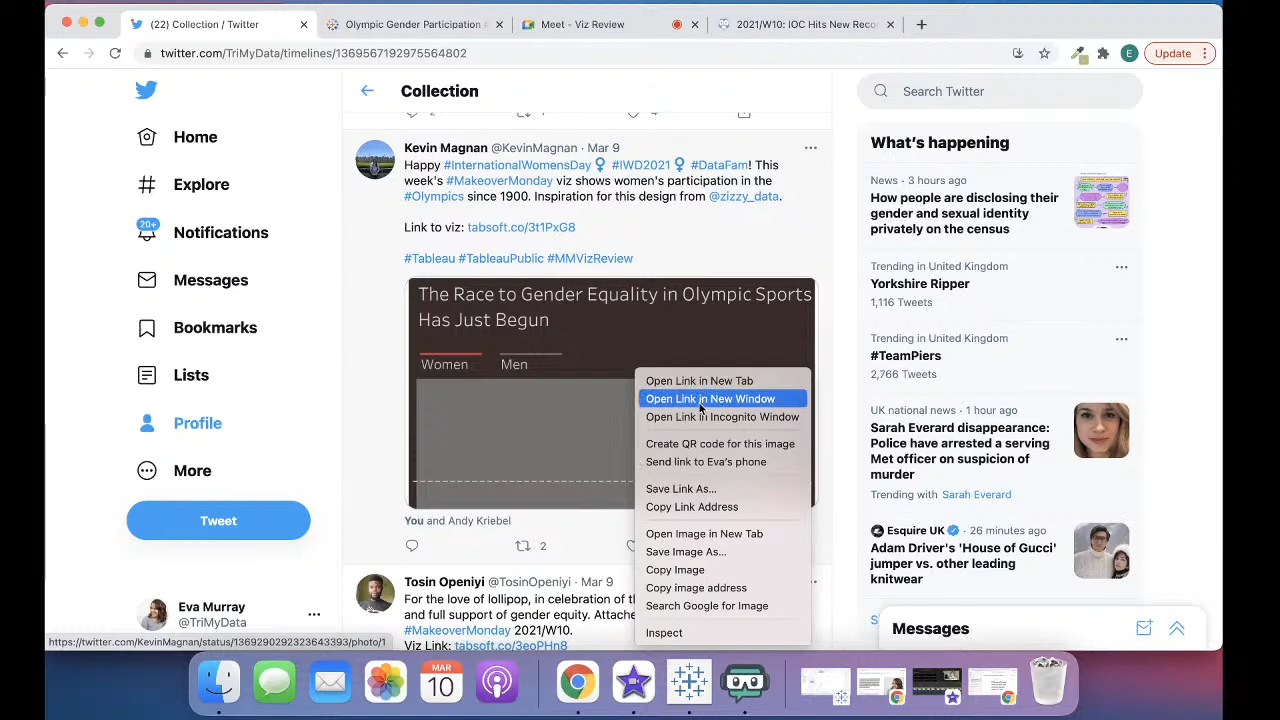 (22) Collection / Twitter
Olympic Gender Participation
Meet - Viz Review
2021/W10: IOC Hits New Reco
twitter.com/TriMyData/timelines/1369567192975564802
E
Update
Home
Explore
20+
Notifications
Messages
Bookmarks
Lists
Profile
More
Tweet
Eva Murray
@TriMyData
https://twitter.com/KevinMagnan/status/1369290292323643393/photo/1
Collection
Kevin Magnan @KevinMagnan · Mar 9
Happy #InternationalWomensDay ♀ #IWD2021 ♀ #DataFam! This
week's #MakeoverMonday viz shows women's participation in the
#Olympics since 1900. Inspiration for this design from @zizzy_data.
Link to viz: tabsoft.co/3t1PxG8
#Tableau #TableauPublic #MMVizReview
The Race to Gender Equality in Olympic Sports
Has Just Begun
Women Men
You and Andy Kriebel
2
Tosin Openiyi @TosinOpeniyi · Mar 9
For the love of lollipop, in celebration of
and full support of gender equity. Attache
#MakeoverMonday 2021/W10.
Viz Link: tabsoft.co/3eoPHn8
Open Link in New Tab
Open Link in New Window
Open Link in Incognito Window
Create QR code for this image
Send link to Eva's phone
Save Link As...
Copy Link Address
Open Image in New Tab
Save Image As...
Copy Image
Copy image address
Search Google for Image
Inspect
Search Twitter
What's happening
News · 3 hours ago
How people are disclosing their
gender and sexual identity
privately on the census
Trending in United Kingdom
Yorkshire Ripper
1,116 Tweets
Trending in United Kingdom
#TeamPiers
2,766 Tweets
UK national news · 1 hour ago
Sarah Everard disappearance:
Police have arrested a serving
Met officer on suspicion of
murder
Trending with Sarah Everard
Esquire UK · 26 minutes ago
Adam Driver's 'House of Gucci'
jumper vs. other leading
knitwear
Messages
MAR
10